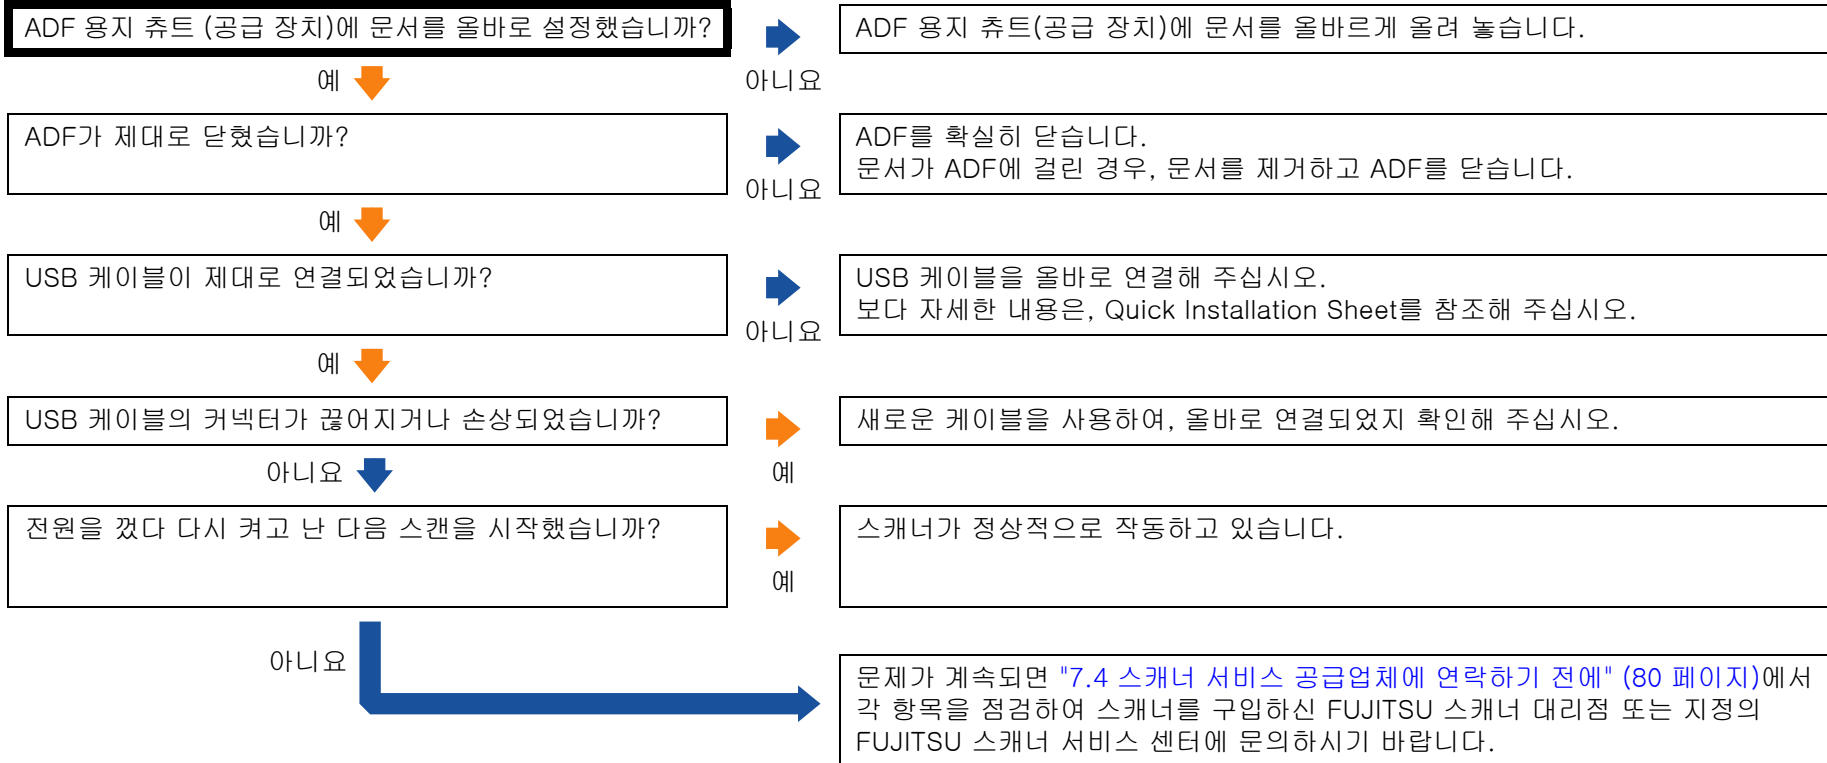 ADF 용지 츄트 (공급 장치)에 문서를 올바로 설정했습니까?
ADF 용지 츄트(공급 장치)에 문서를 올바르게 올려 놓습니다.
예
아니요
ADF가 제대로 닫혔습니까?
ADF를 확실히 닫습니다.
문서가 ADF에 걸린 경우, 문서를 제거하고 ADF를 닫습니다.
아니요
예
USB 케이블이 제대로 연결되었습니까?
USB 케이블을 올바로 연결해 주십시오.
보다 자세한 내용은, Quick Installation Sheet를 참조해 주십시오.
아니요
예
USB 케이블의 커넥터가 끊어지거나 손상되었습니까?
새로운 케이블을 사용하여, 올바로 연결되었지 확인해 주십시오.
아니요
예
전원을 껐다 다시 켜고 난 다음 스캔을 시작했습니까?
스캐너가 정상적으로 작동하고 있습니다.
예
아니요
문제가 계속되면 "7.4 스캐너 서비스 공급업체에 연락하기 전에" (80 페이지)에서
각 항목을 점검하여 스캐너를 구입하신 FUJITSU 스캐너 대리점 또는 지정의
FUJITSU 스캐너 서비스 센터에 문의하시기 바랍니다.